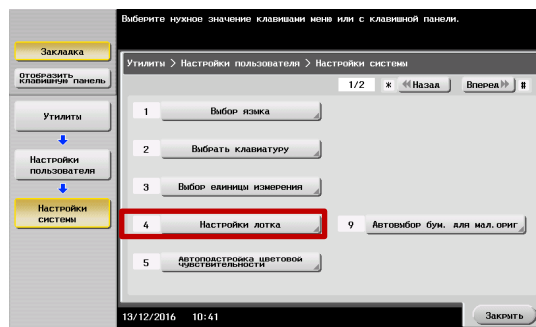 Выберите нужное значение клавишами меню или с клавишной панели.
Закладка
Отобразить
клавишную панель
Утилиты > Настройки пользователя > Настройки системы
1/2 * Назад Вперед #
Утилиты
1 Выбор языка
2 Выбрать клавиатуру
Настройки
пользователя
3 Выбор единицы измерения
Настройки
системы
4 Настройки лотка
9 Автовыбор бум. для мал.ориг
5 Автоподстройка цветовой
чувствительности
13/12/2016 10:41
Закрыть